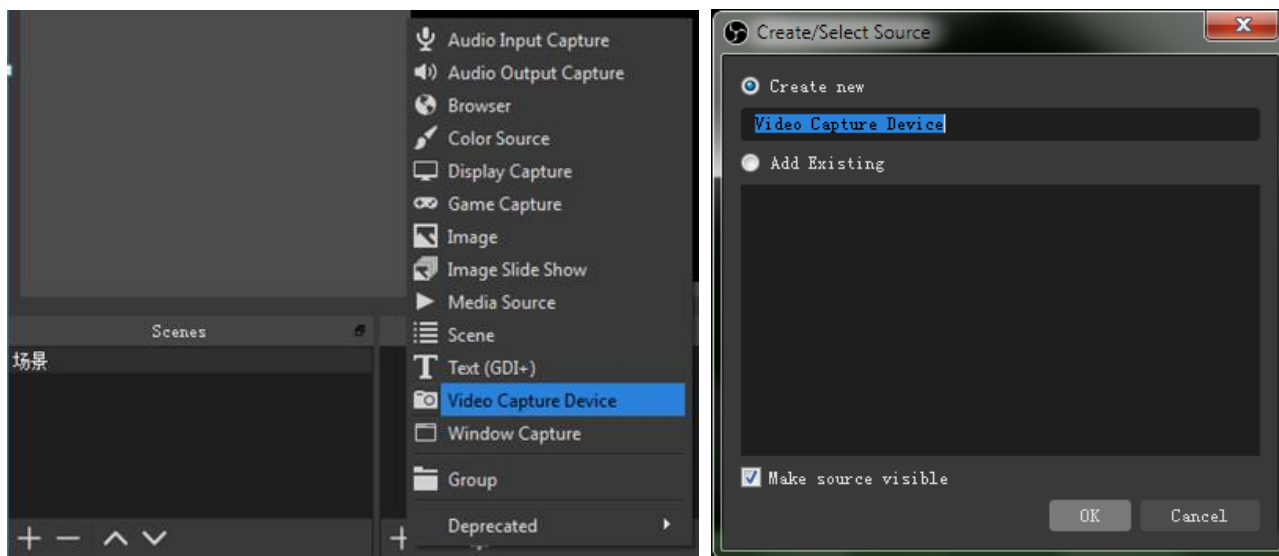 Audio Input Capture
Audio Output Capture
Browser
Color Source
Display Capture
Game Capture
Image
Image Slide Show
Media Source
Scene
Text (GDI+)
Video Capture Device
Window Capture
Group
Deprecated
Scenes
场景
Create/Select Source
Create new
Video Capture Device
Add Existing
Make source visible
OK
Cancel